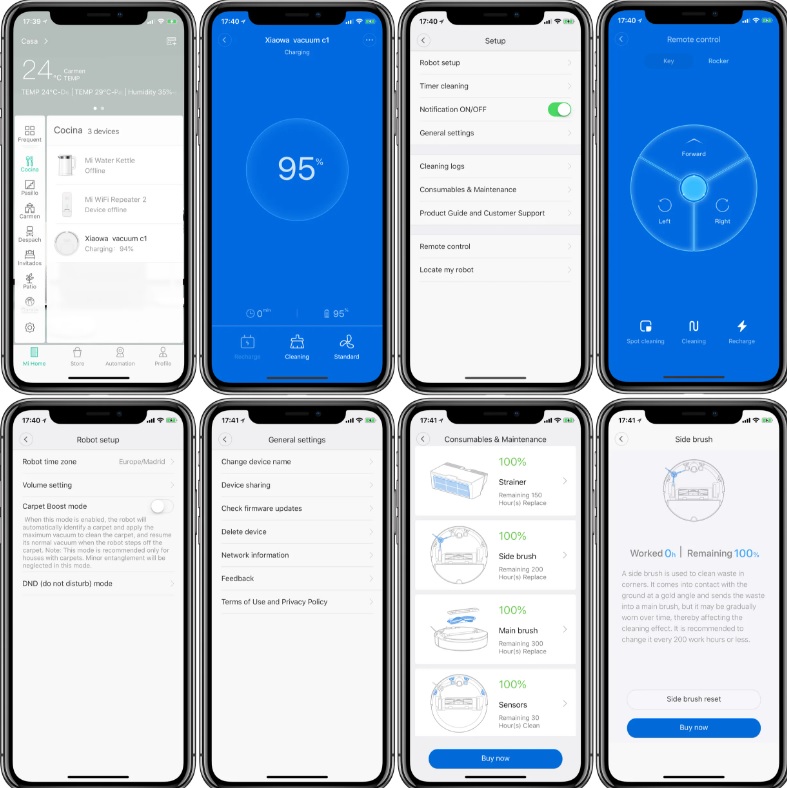 17:39
Casa
24°C Carmen
TEMP
TEMP 24°C-De | TEMP 29°C-Pa | Humidity 36%
Cocina 3 devices
Frequent
Cocina
Pasillo
Carmen
Despach
Invitados
Patio
Mi Water Kettle
Offline
Mi WiFi Repeater 2
Device offline
Xiaowa vacuum c1
Charging 94%
Mi Home
Store
Automation
Profile
17:40
Xiaowa vacuum c1
Charging
95%
0min
95%
Recharge
Cleaning
Standard
17:40
Setup
Robot setup
Timer cleaning
Notification ON/OFF
General settings
Cleaning logs
Consumables & Maintenance
Product Guide and Customer Support
Remote control
Locate my robot
17:40
Remote control
Key
Rocker
Forward
Left
Right
Spot cleaning
Cleaning
Recharge
17:40
Robot setup
Robot time zone Europe/Madrid
Volume setting
Carpet Boost mode
When this mode is enabled, the robot will
automatically identify a carpet and apply the
maximum vacuum to clean the carpet, and resume
its normal vacuum when the robot steps off the
carpet. Note: This mode is recommended only for
houses with carpets. Minor entanglement will be
neglected in this mode.
DND (do not disturb) mode
17:41
General settings
Change device name
Device sharing
Check firmware updates
Delete device
Network information
Feedback
Terms of Use and Privacy Policy
17:41
Consumables & Maintenance
100%
Strainer
Remaining 150
Hour(s) Replace
100%
Side brush
Remaining 200
Hour(s) Replace
100%
Main brush
Remaining 300
Hour(s) Replace
100%
Sensors
Remaining 30
Hour(s) Clean
Buy now
17:41
Side brush
Worked 0h | Remaining 100%
A side brush is used to clean waste in
corners. It comes into contact with the
ground at a gold angle and sends the waste
into a main brush, but it may be gradually
worn over time, thereby affecting the
cleaning effect. It is recommended to
change it every 200 work hours or less.
Side brush reset
Buy now